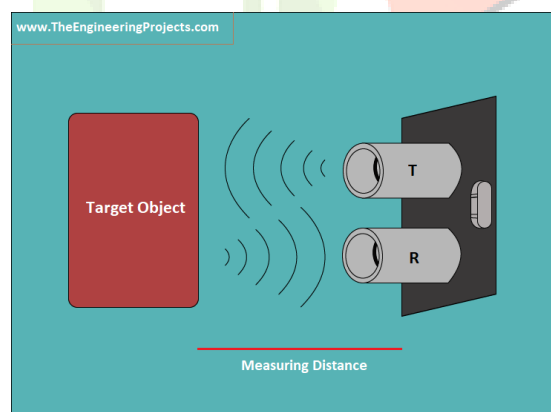 www.TheEngineeringProjects.com
Target Object
T
R
Measuring Distance